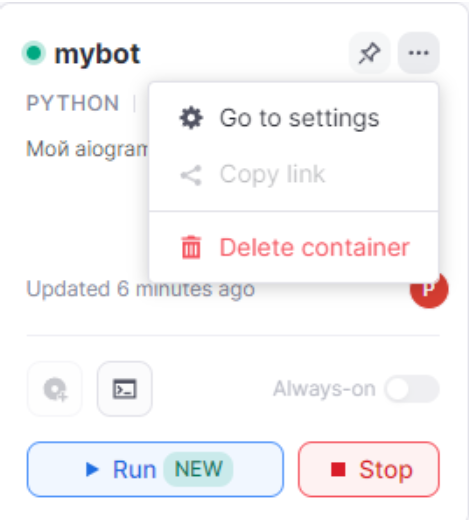 mybot
PYTHON
Go to settings
Мой aiogram
Copy link
Delete container
Updated 6 minutes ago
P
Always-on
Run NEW
Stop